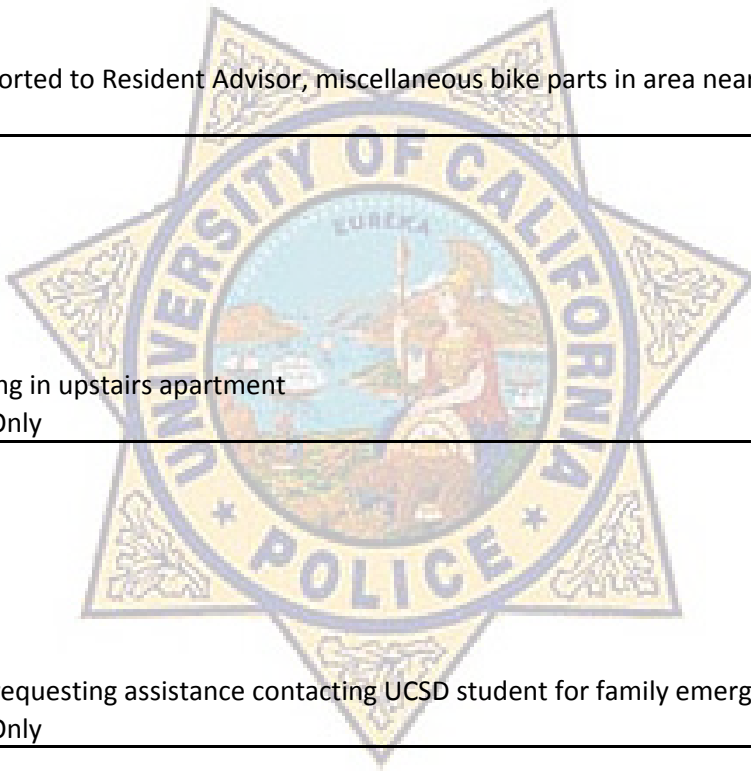 orted to Resident Advisor, miscellaneous bike parts in area near
UNIVERSITY OF CALIFORNIA
EUREKA
ng in upstairs apartment
Only
POLICE
equesting assistance contacting UCSD student for family emerg
Only